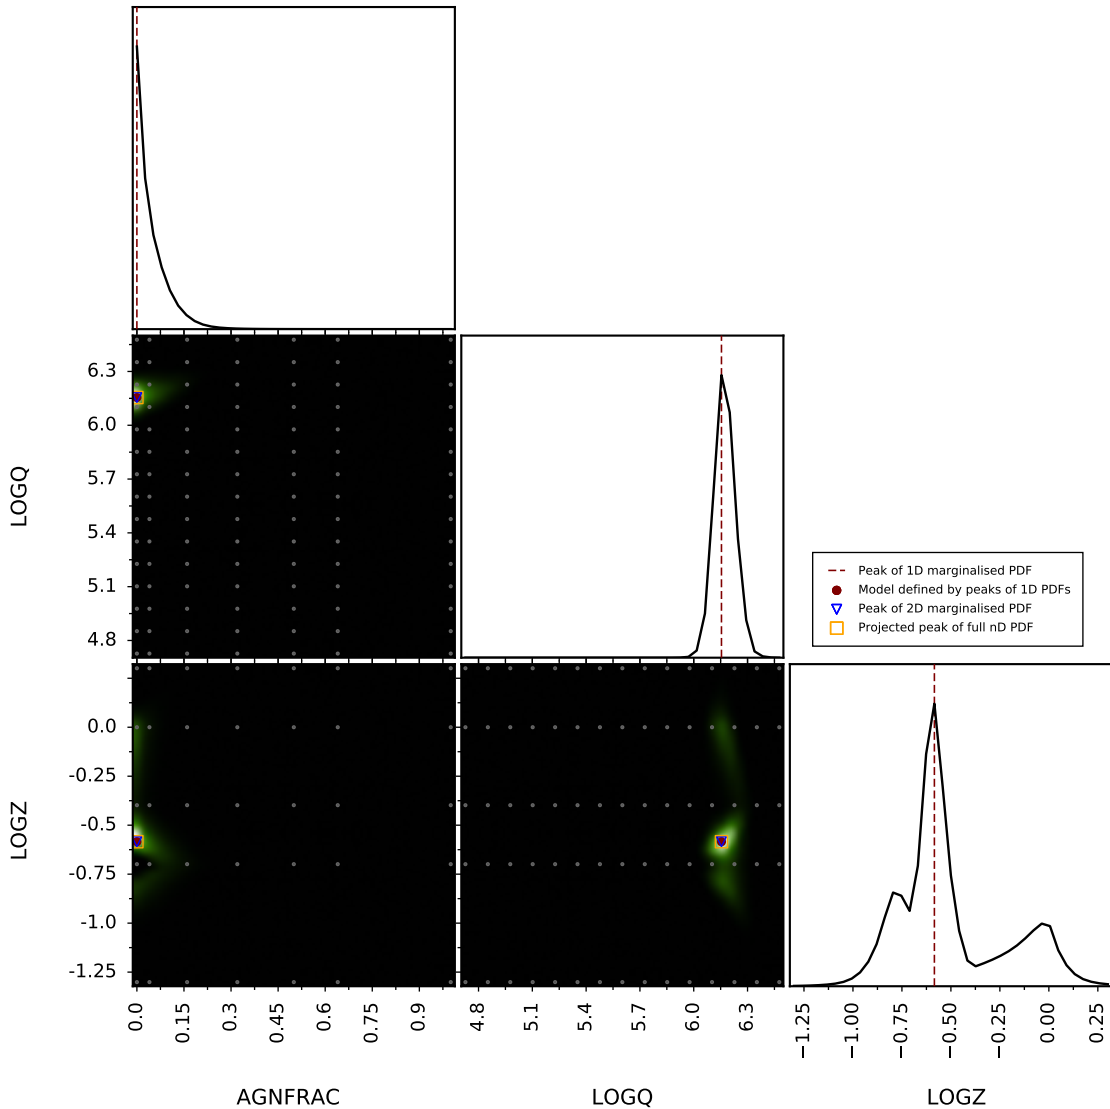 6.3
6.0
5.7
5.4
5.1
4.8
LOGQ
Peak of 1D marginalised PDF
Model defined by peaks of 1D PDFs
Peak of 2D marginalised PDF
Projected peak of full nD PDF
0.0
-0.25
-0.5
-0.75
-1.0
-1.25
LOGZ
0.0 0.15 0.3 0.45 0.6 0.75 0.9
4.8 5.1 5.4 5.7 6.0 6.3
−1.25 −1.00 −0.75 −0.50 −0.25 0.00 0.25
AGNFRAC LOGQ LOGZ